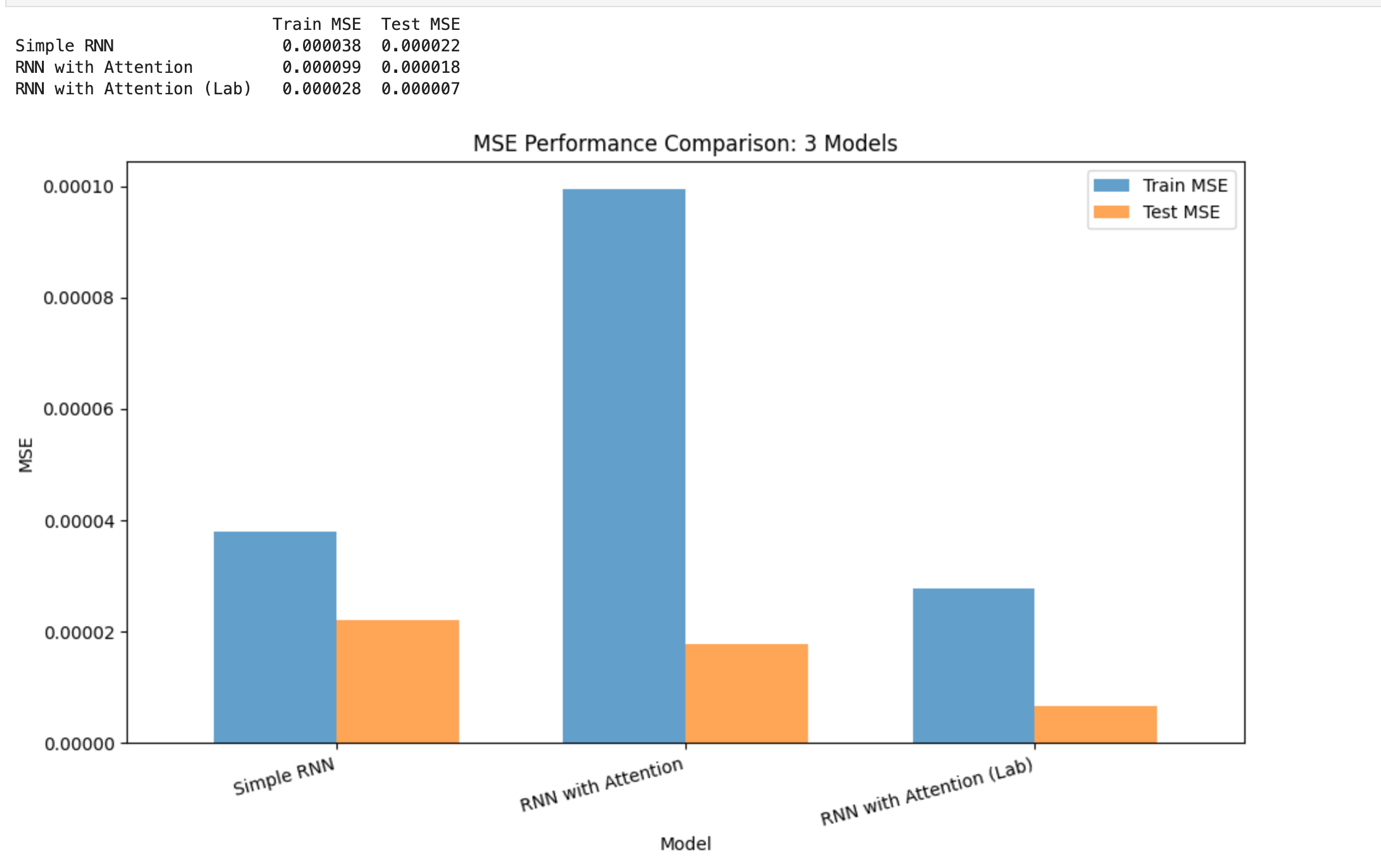 Train MSE Test MSE
Simple RNN 0.000038 0.000022
RNN with Attention 0.000099 0.000018
RNN with Attention (Lab) 0.000028 0.000007
MSE Performance Comparison: 3 Models
Train MSE
Test MSE
0.00010
0.00008
0.00006
0.00004
0.00002
0.00000
MSE
Simple RNN
RNN with Attention
RNN with Attention (Lab)
Model